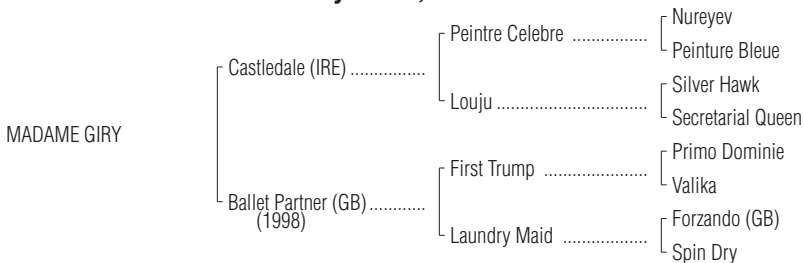 Nureyev
Peintre Celebre ................
Peinture Bleue
Castledale (IRE) ................
Silver Hawk
Louju ................................
Secretarial Queen
MADAME GIRY
Primo Dominie
First Trump ......................
Valika
Ballet Partner (GB) ............
(1998)
Forzando (GB)
Laundry Maid ...................
Spin Dry